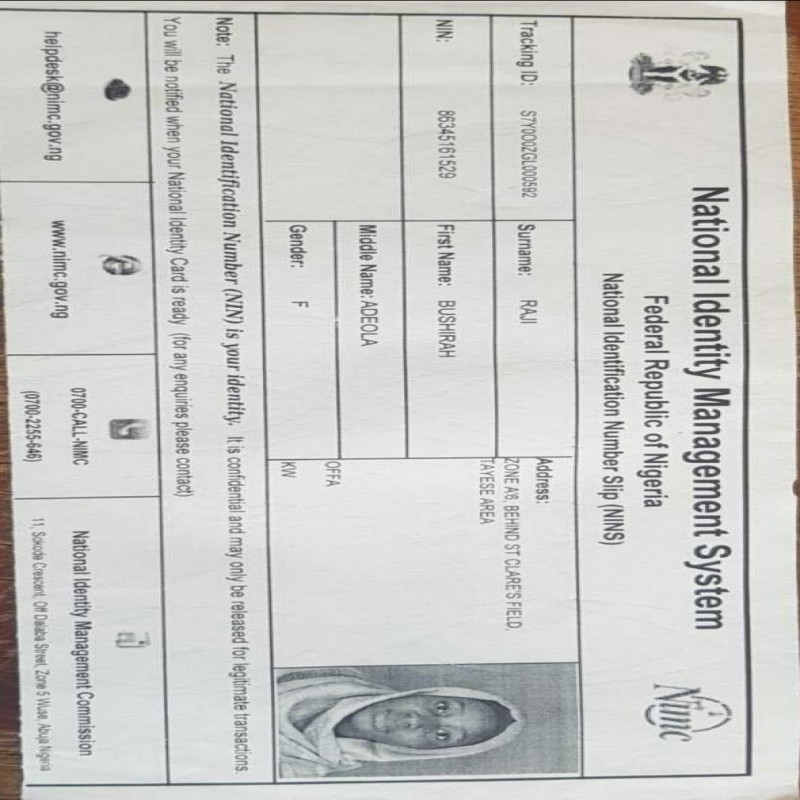 National Identity Management System
Federal Republic of Nigeria
National Identification Number Slip (NINS)
Nimc
Tracking ID: S7Y0O0ZGL000592
Surname: RAJI
Address:
ZONE A'6, BEHIND ST CLARE'S FIELD,
TAYESE AREA
NIN: 86345161529
First Name: BUSHIRAH
Middle Name: ADEOLA
OFFA
Gender: F
KW
Note: The National Identification Number (NIN) is your identity. It is confidential and may only be released for legitimate transactions.
You will be notified when your National Identity Card is ready (for any enquiries please contact)
helpdesk@nimc.gov.ng
www.nimc.gov.ng
0700-CALL-NIMC
(0700-2255-646)
National Identity Management Commission
11, Sokode Crescent, Off Dalaba Street, Zone 5 Wuse, Abuja Nigeria